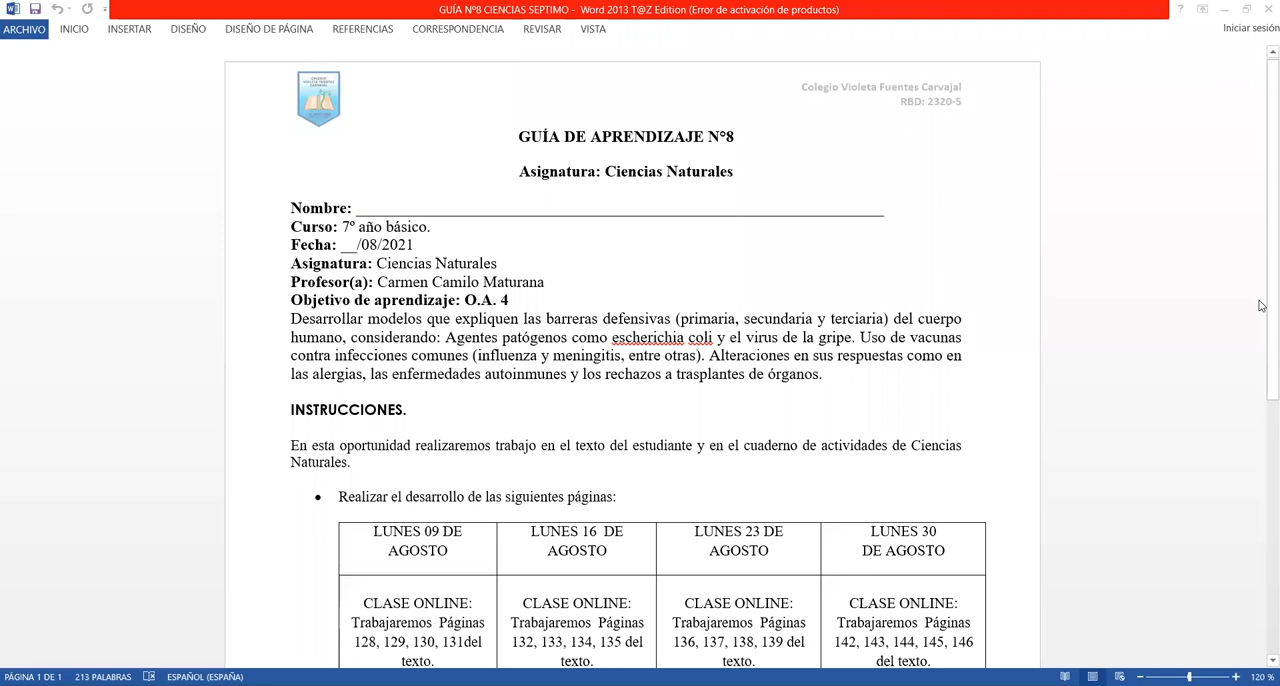 GUÍA Nº8 CIENCIAS SEPTIMO - Word 2013 T@Z Edition (Error de activación de productos)
ARCHIVO INICIO INSERTAR DISEÑO DISEÑO DE PÁGINA REFERENCIAS CORRESPONDENCIA REVISAR VISTA Iniciar sesión
Colegio Violeta Fuentes Carvajal
RBD: 2320-5
GUÍA DE APRENDIZAJE N°8
Asignatura: Ciencias Naturales
Nombre: ___
Curso: 7º año básico.
Fecha: __/08/2021
Asignatura: Ciencias Naturales
Profesor(a): Carmen Camilo Maturana
Objetivo de aprendizaje: O.A. 4
Desarrollar modelos que expliquen las barreras defensivas (primaria, secundaria y terciaria) del cuerpo
humano, considerando: Agentes patógenos como escherichia coli y el virus de la gripe. Uso de vacunas
contra infecciones comunes (influenza y meningitis, entre otras). Alteraciones en sus respuestas como en
las alergias, las enfermedades autoinmunes y los rechazos a trasplantes de órganos.
INSTRUCCIONES.
En esta oportunidad realizaremos trabajo en el texto del estudiante y en el cuaderno de actividades de Ciencias
Naturales.
• Realizar el desarrollo de las siguientes páginas:
LUNES 09 DE
AGOSTO
LUNES 16 DE
AGOSTO
LUNES 23 DE
AGOSTO
LUNES 30
DE AGOSTO
CLASE ONLINE:
Trabajaremos Páginas
128, 129, 130, 131del
texto.
CLASE ONLINE:
Trabajaremos Páginas
132, 133, 134, 135 del
texto.
CLASE ONLINE:
Trabajaremos Páginas
136, 137, 138, 139 del
texto.
CLASE ONLINE:
Trabajaremos Páginas
142, 143, 144, 145, 146
del texto.
PÁGINA 1 DE 1 213 PALABRAS ESPAÑOL (ESPAÑA) 120 %